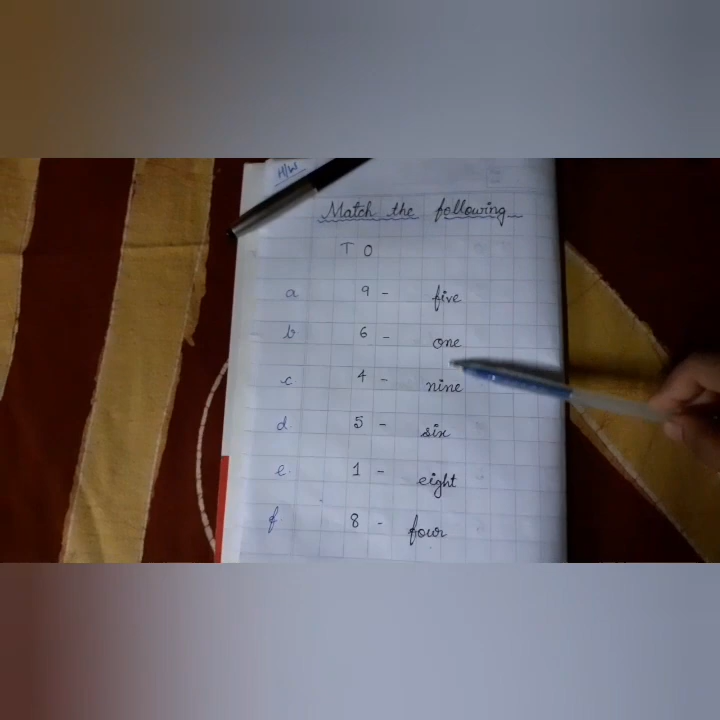 H/W
Match the following
T O
a 9 - five
b 6 - one
c 4 - nine
d 5 - six
e 1 - eight
f 8 - four